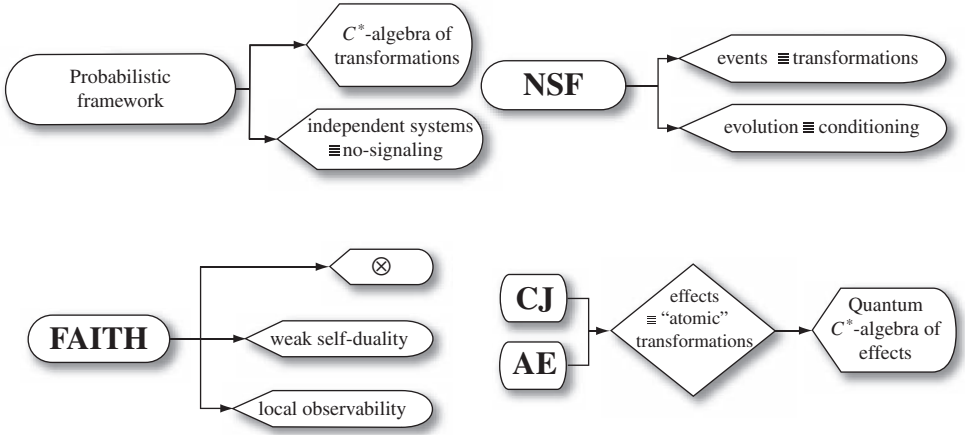 Probabilistic
framework
C*-algebra of
transformations
independent systems
≣no-signaling
NSF
events ≣transformations
evolution ≣ conditioning
FAITH
⊗
weak self-duality
local observability
CJ
AE
effects
≣ “atomic”
transformations
Quantum
C*-algebra of
effects